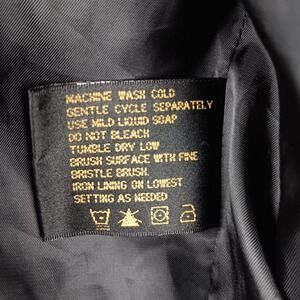 MACHINE WASH COLD
GENTLE CYCLE SEPARATELY
USE MILD LIQUID SOAP
DO NOT BLEACH
TUMBLE DRY LOW
BRUSH SURFACE WITH FINE
BRISTLE BRUSH.
IRON LINING ON LOWEST
SETTING AS NEEDED